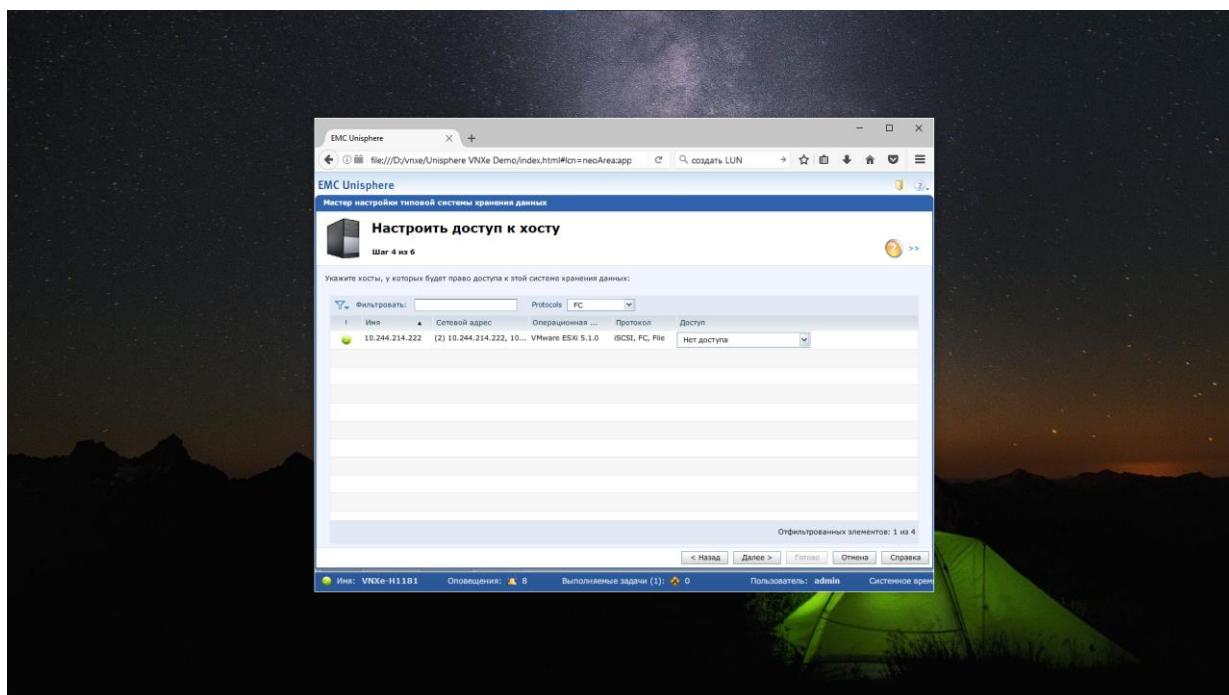 EMC Unisphere
file:///D:/vnxe/Unisphere VNXe Demo/index.html#lcn=neoArea:app
создать LUN
EMC Unisphere
Мастер настройки типовой системы хранения данных
Настроить доступ к хосту
Шаг 4 из 6
>>
Укажите хосты, у которых будет право доступа к этой системе хранения данных:
Фильтровать: Protocols FC
! Имя Сетевой адрес Операционная ... Протокол Доступ
10.244.214.222 (2) 10.244.214.222, 10... VMware ESXi 5.1.0 iSCSI, FC, File Нет доступа
Отфильтрованных элементов: 1 из 4
< Назад Далее > Готово Отмена Справка
Имя: VNXe-H1181 Оповещения: 8 Выполняемые задачи (1): 0 Пользователь: admin Системное врем